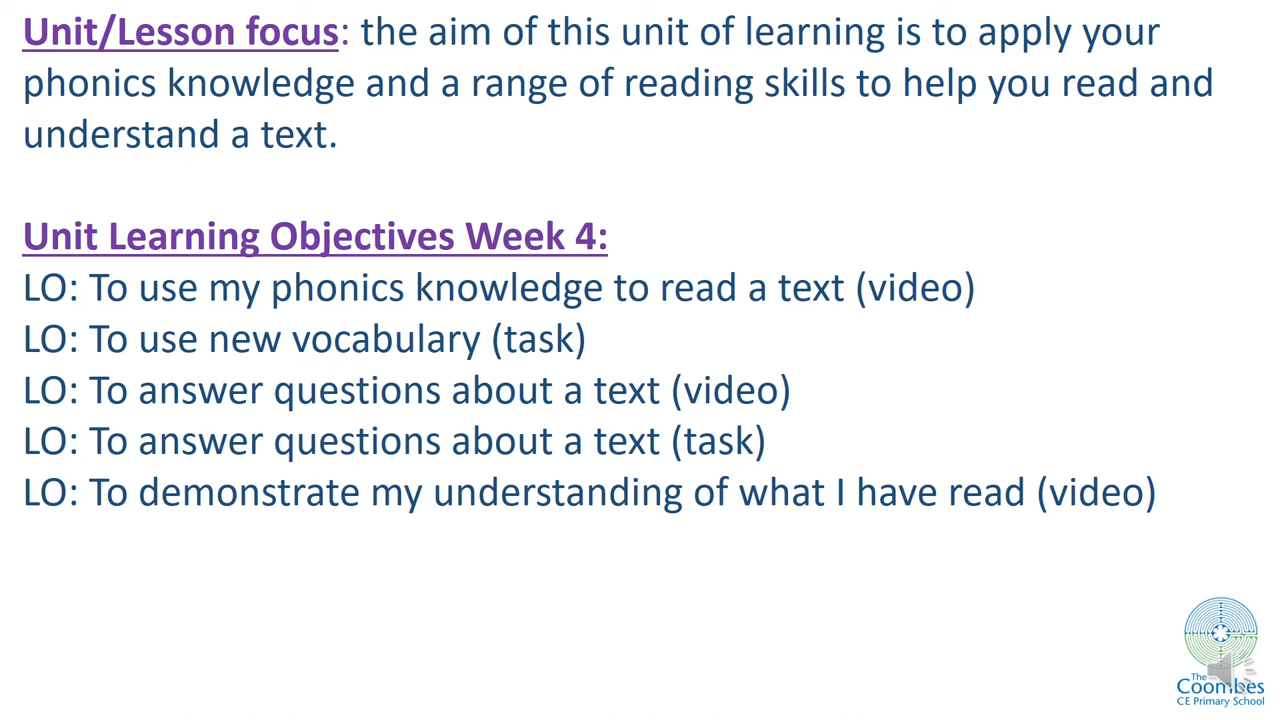 Unit/Lesson focus: the aim of this unit of learning is to apply your
phonics knowledge and a range of reading skills to help you read and
understand a text.
Unit Learning Objectives Week 4:
LO: To use my phonics knowledge to read a text (video)
LO: To use new vocabulary (task)
LO: To answer questions about a text (video)
LO: To answer questions about a text (task)
LO: To demonstrate my understanding of what I have read (video)
The
Coombes
CE Primary School